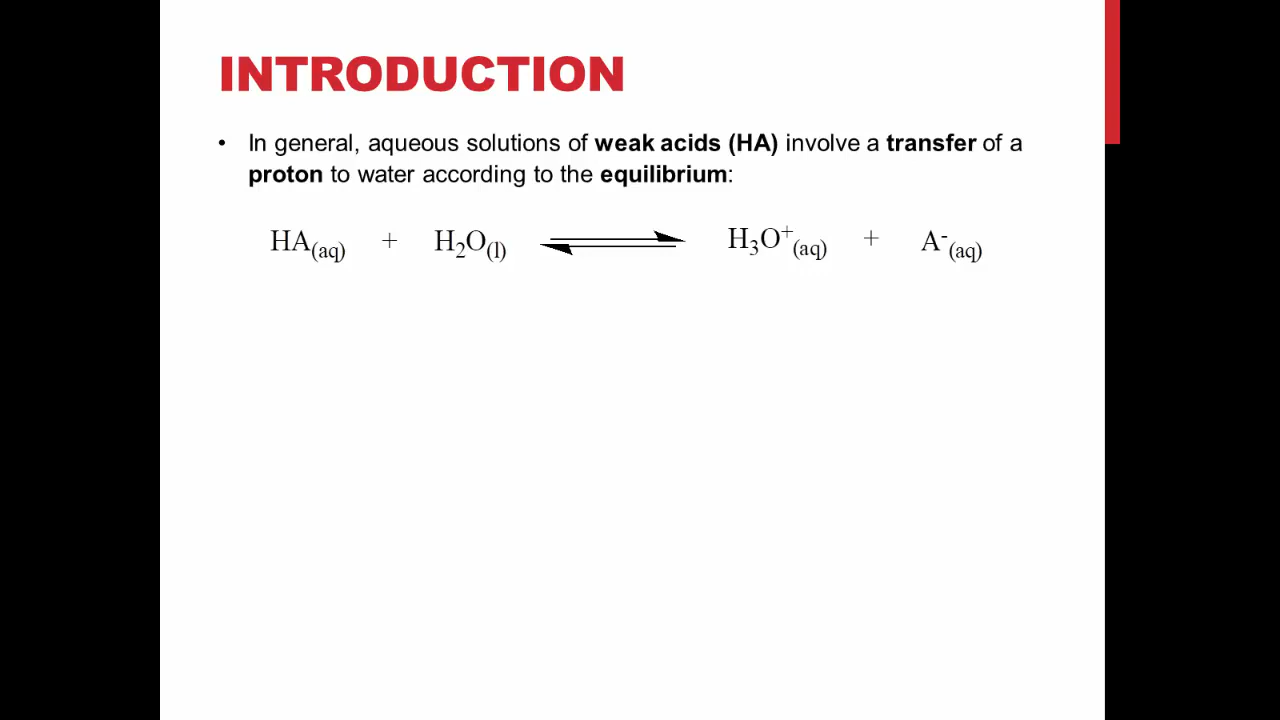 INTRODUCTION
• In general, aqueous solutions of weak acids (HA) involve a transfer of a
proton to water according to the equilibrium:
HA(aq) + H2O(l) ⇌ H3O+(aq) + A-(aq)